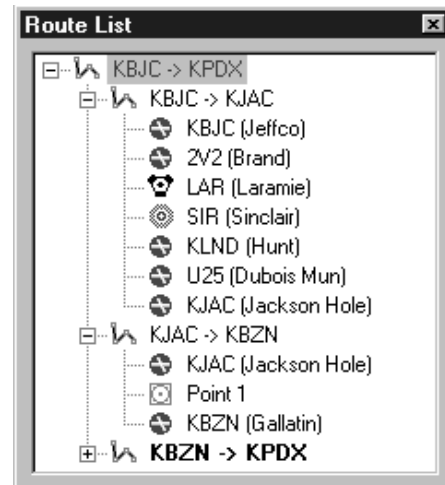 Route List
KBJC -> KPDX
KBJC -> KJAC
KBJC (Jeffco)
2V2 (Brand)
LAR (Laramie)
SIR (Sinclair)
KLND (Hunt)
U25 (Dubois Mun)
KJAC (Jackson Hole)
KJAC -> KBZN
KJAC (Jackson Hole)
Point 1
KBZN (Gallatin)
KBZN -> KPDX